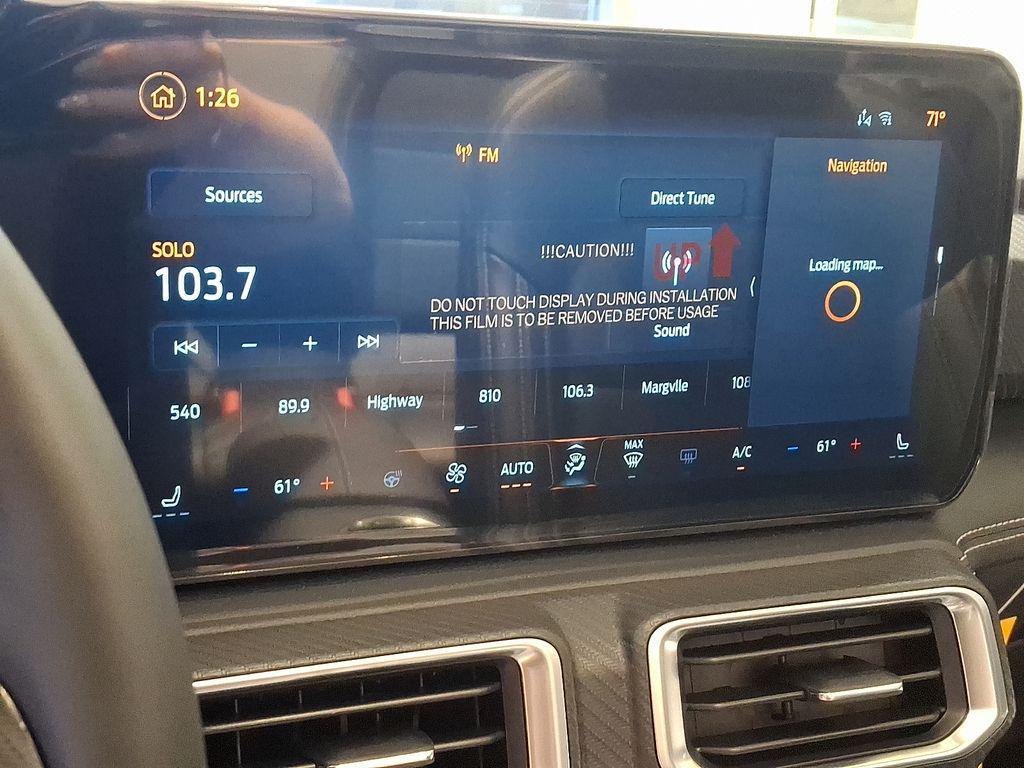 1:26
71°
FM
Navigation
Sources
Direct Tune
SOLO
103.7
!!!CAUTION!!!
UP
Loading map...
DO NOT TOUCH DISPLAY DURING INSTALLATION
THIS FILM IS TO BE REMOVED BEFORE USAGE
Sound
540
89.9
Highway
810
106.3
Margvlle
108
61°
AUTO
MAX
A/C
61°